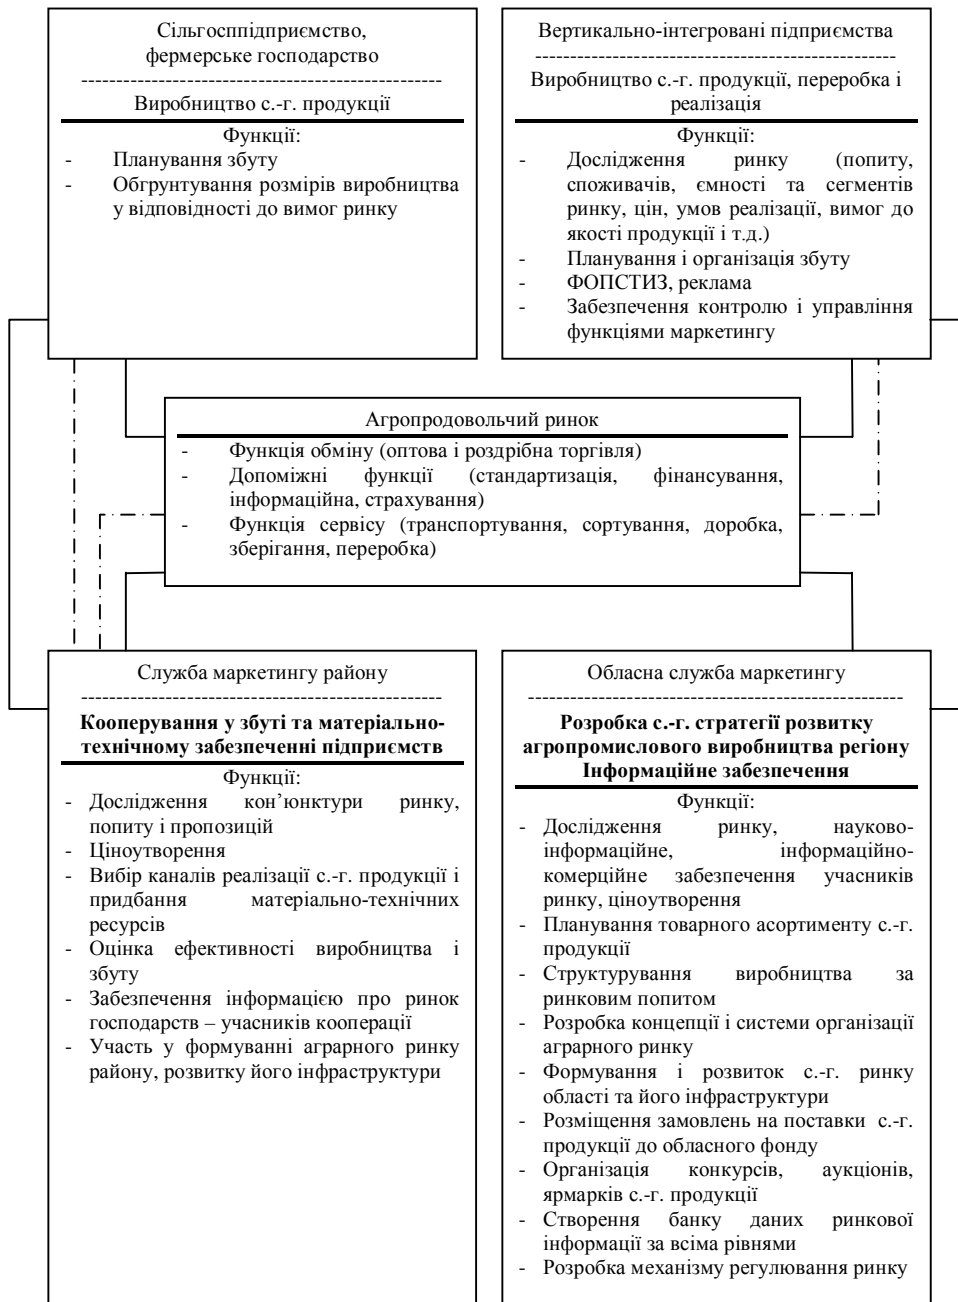 Сільгосппідприємство,
фермерське господарство
---------------------------------------------------
Виробництво с.-г. продукції
Функції:
- Планування збуту
- Обгрунтування розмірів виробництва
у відповідності до вимог ринку
Вертикально-інтегровані підприємства
---------------------------------------------------
Виробництво с.-г. продукції, переробка і
реалізація
Функції:
- Дослідження ринку (попиту,
споживачів, ємності та сегментів
ринку, цін, умов реалізації, вимог до
якості продукції і т.д.)
- Планування і організація збуту
- ФОПСТИЗ, реклама
- Забезпечення контролю і управління
функціями маркетингу
Агропродовольчий ринок
- Функція обміну (оптова і роздрібна торгівля)
- Допоміжні функції (стандартизація, фінансування,
інформаційна, страхування)
- Функція сервісу (транспортування, сортування, доробка,
зберігання, переробка)
Служба маркетингу району
---------------------------------------------------
Кооперування у збуті та матеріально-
технічному забезпеченні підприємств
Функції:
- Дослідження кон’юнктури ринку,
попиту і пропозицій
- Ціноутворення
- Вибір каналів реалізації с.-г. продукції і
придбання матеріально-технічних
ресурсів
- Оцінка ефективності виробництва і
збуту
- Забезпечення інформацією про ринок
господарств – учасників кооперації
- Участь у формуванні аграрного ринку
району, розвитку його інфраструктури
Обласна служба маркетингу
-----------------------------------------------------
Розробка с.-г. стратегії розвитку
агропромислового виробництва регіону
Інформаційне забезпечення
Функції:
- Дослідження ринку, науково-
інформаційне, інформаційно-
комерційне забезпечення учасників
ринку, ціноутворення
- Планування товарного асортименту с.-г.
продукції
- Структурування виробництва за
ринковим попитом
- Розробка концепції і системи організації
аграрного ринку
- Формування і розвиток с.-г. ринку
області та його інфраструктури
- Розміщення замовлень на поставки с.-г.
продукції до обласного фонду
- Організація конкурсів, аукціонів,
ярмарків с.-г. продукції
- Створення банку даних ринкової
інформації за всіма рівнями
- Розробка механізму регулювання ринку